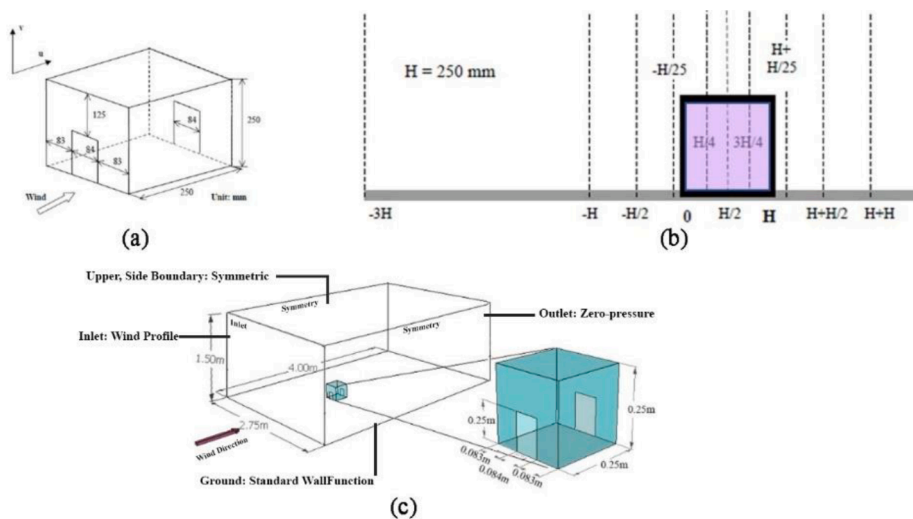 v
u
125
83
84
83
84
250
250
Wind
Unit: mm
(a)
H = 250 mm
-H/25
H+
H/25
H/4
3H/4
-3H
-H
-H/2
0
H/2
H
H+H/2
H+H
(b)
Upper, Side Boundary: Symmetric
Symmetry
Inlet
Symmetry
Outlet: Zero-pressure
Inlet: Wind Profile
1.50m
4.00m
2.75m
Wind Direction
Ground: Standard WallFunction
0.25m
0.25m
0.083m
0.084m
0.083m
0.25m
(c)